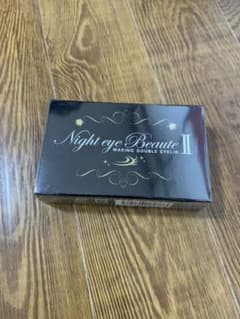 Night eye Beaute II
MAKING DOUBLE EYELID